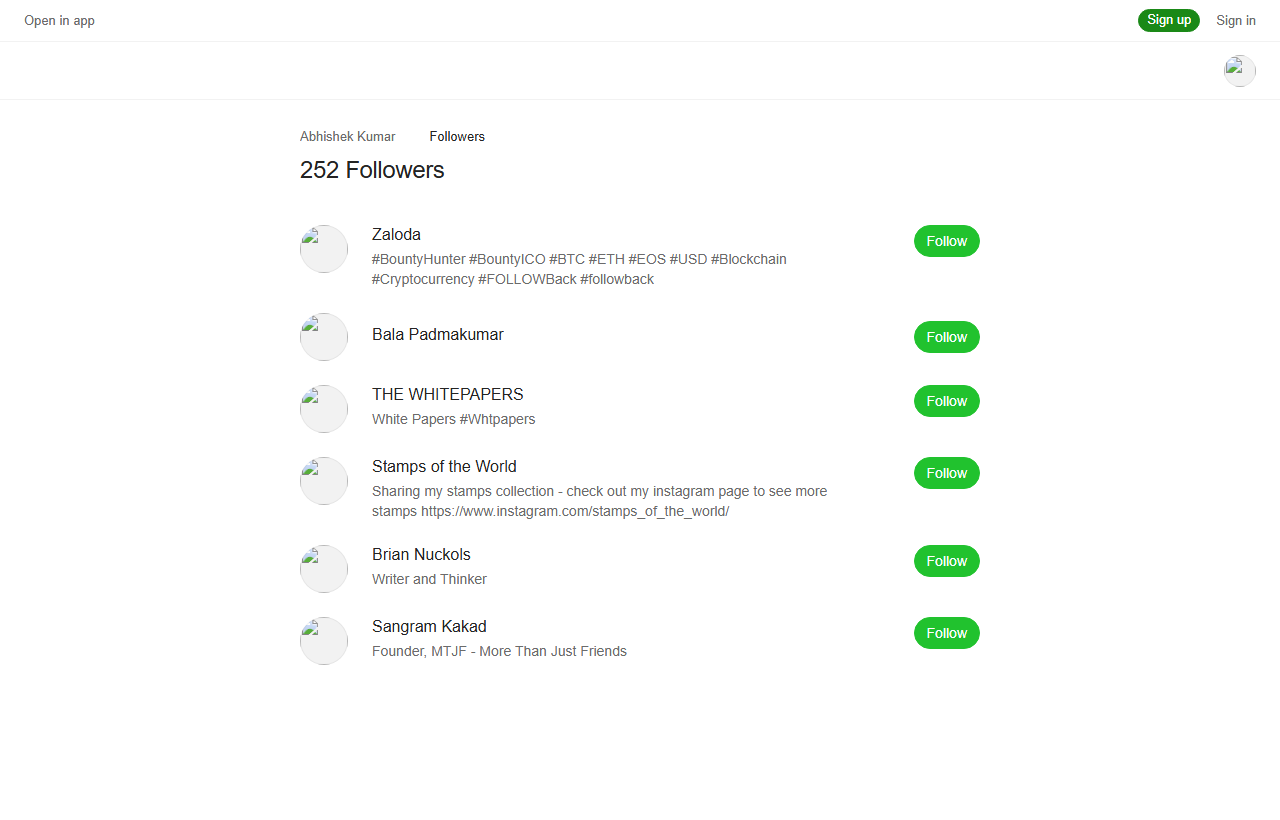 Open in app
Sign up
Sign in
Abhishek Kumar
Followers
252 Followers
Zaloda
Follow
#BountyHunter #BountyICO #BTC #ETH #EOS #USD #Blockchain
#Cryptocurrency #FOLLOWBack #followback
Bala Padmakumar
Follow
THE WHITEPAPERS
Follow
White Papers #Whtpapers
Stamps of the World
Follow
Sharing my stamps collection - check out my instagram page to see more
stamps https://www.instagram.com/stamps_of_the_world/
Brian Nuckols
Follow
Writer and Thinker
Sangram Kakad
Follow
Founder, MTJF - More Than Just Friends